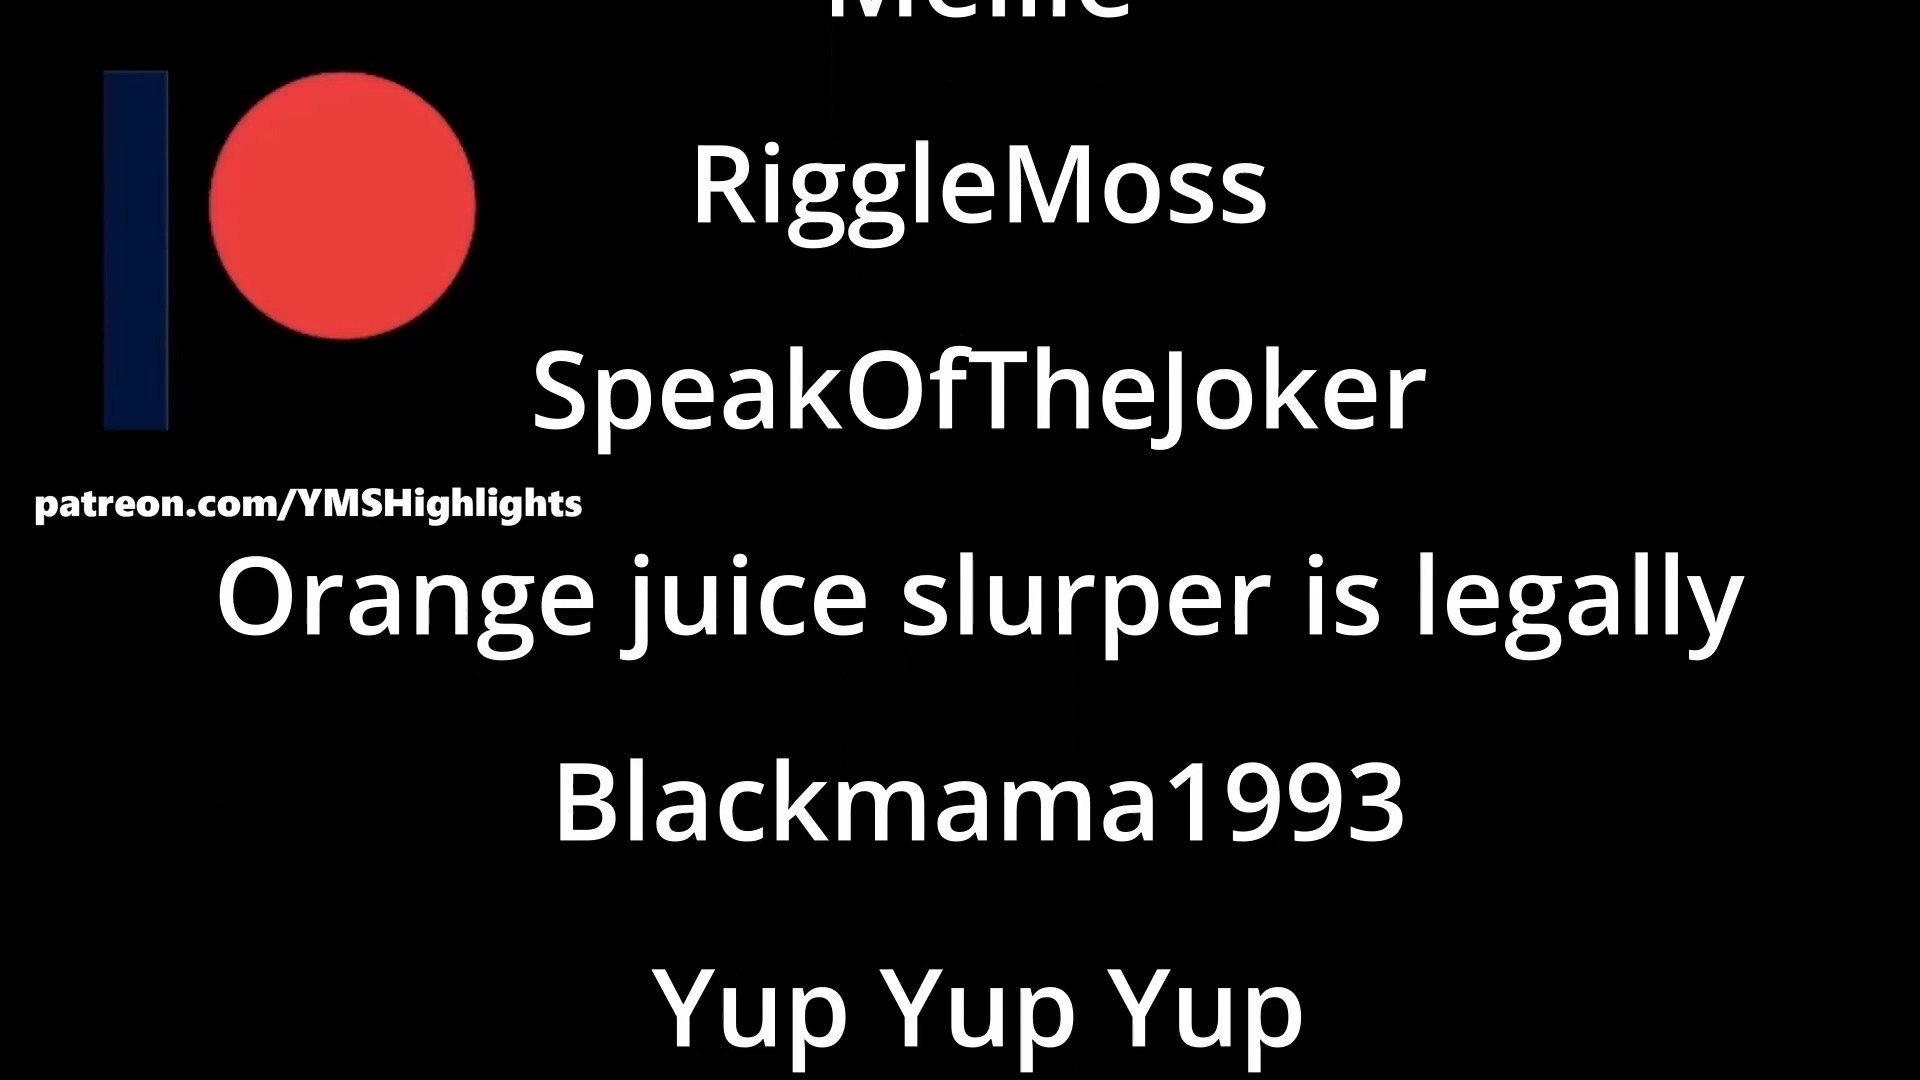 RiggleMoss
SpeakOfTheJoker
patreon.com/YMSHighlights
Orange juice slurper is legally
Blackmama1993
Yup Yup Yup